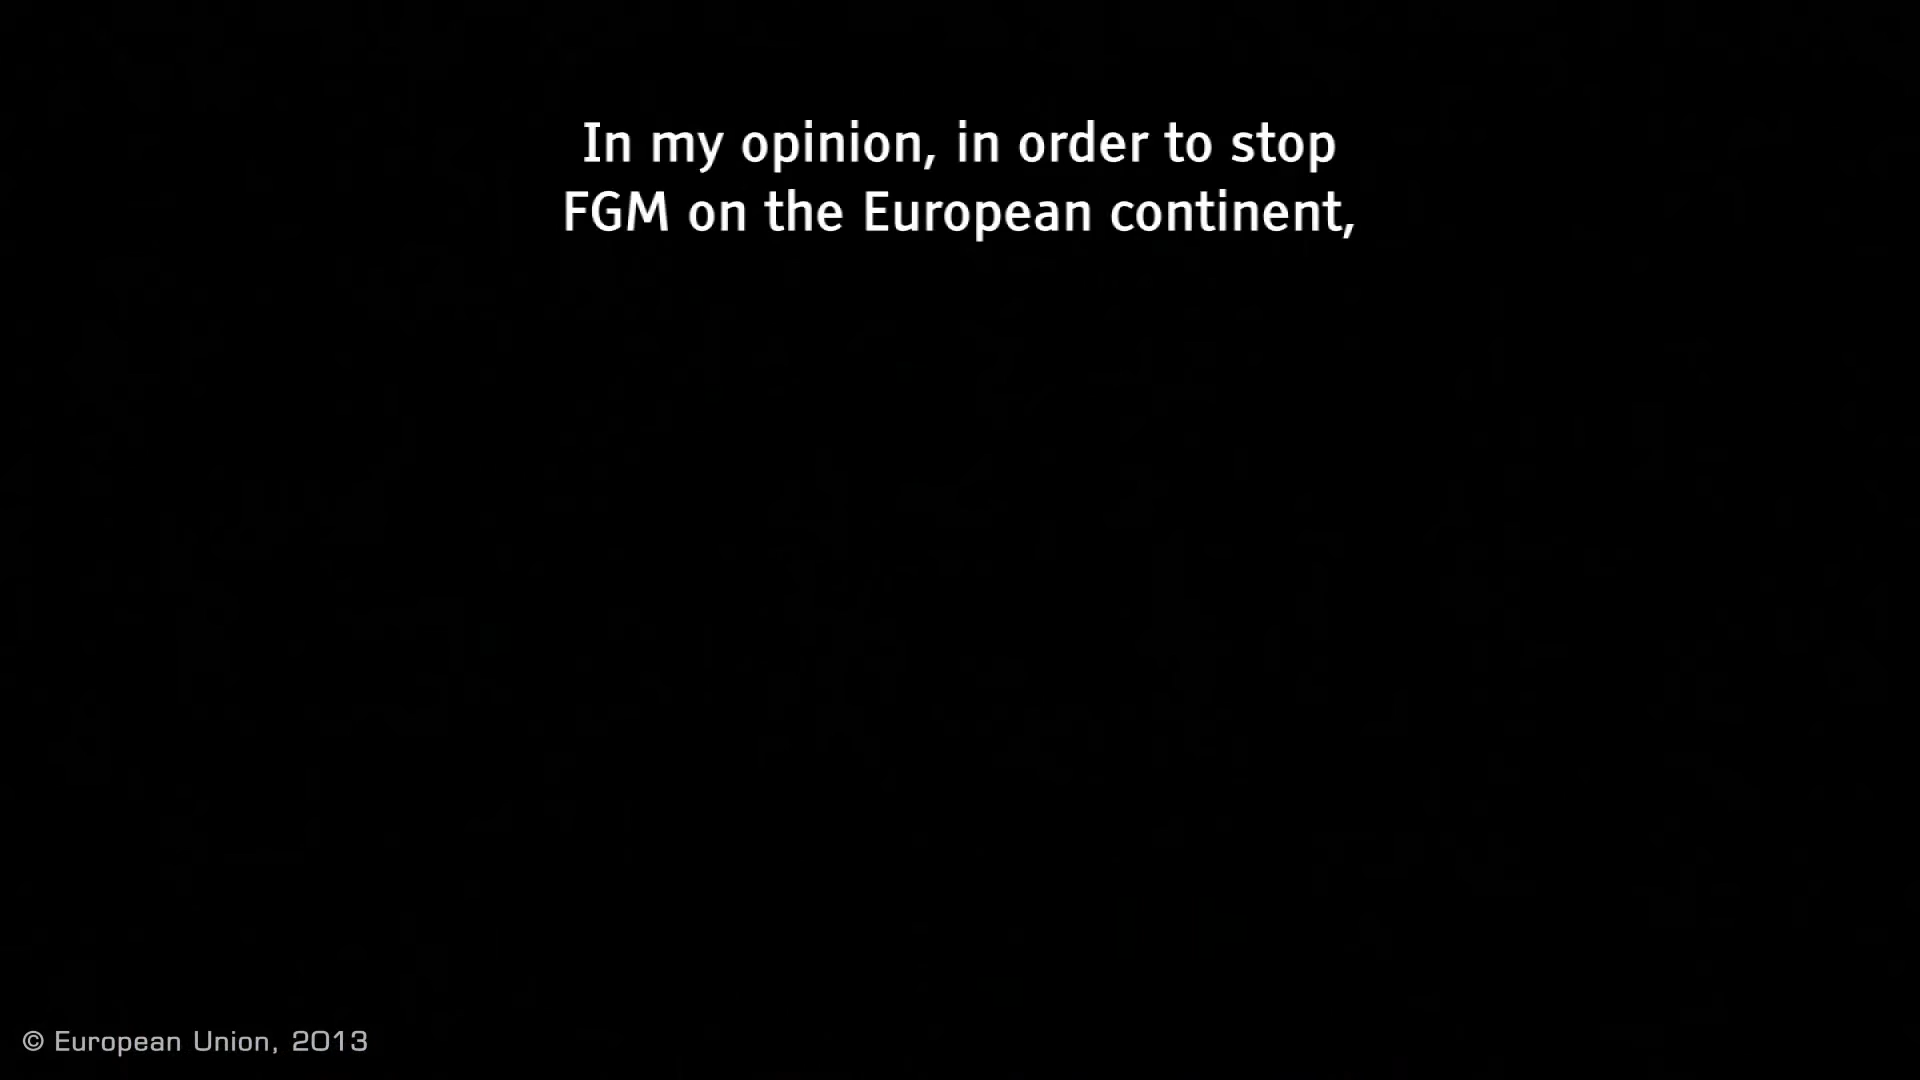 In my opinion, in order to stop
FGM on the European continent,
© European Union, 2013